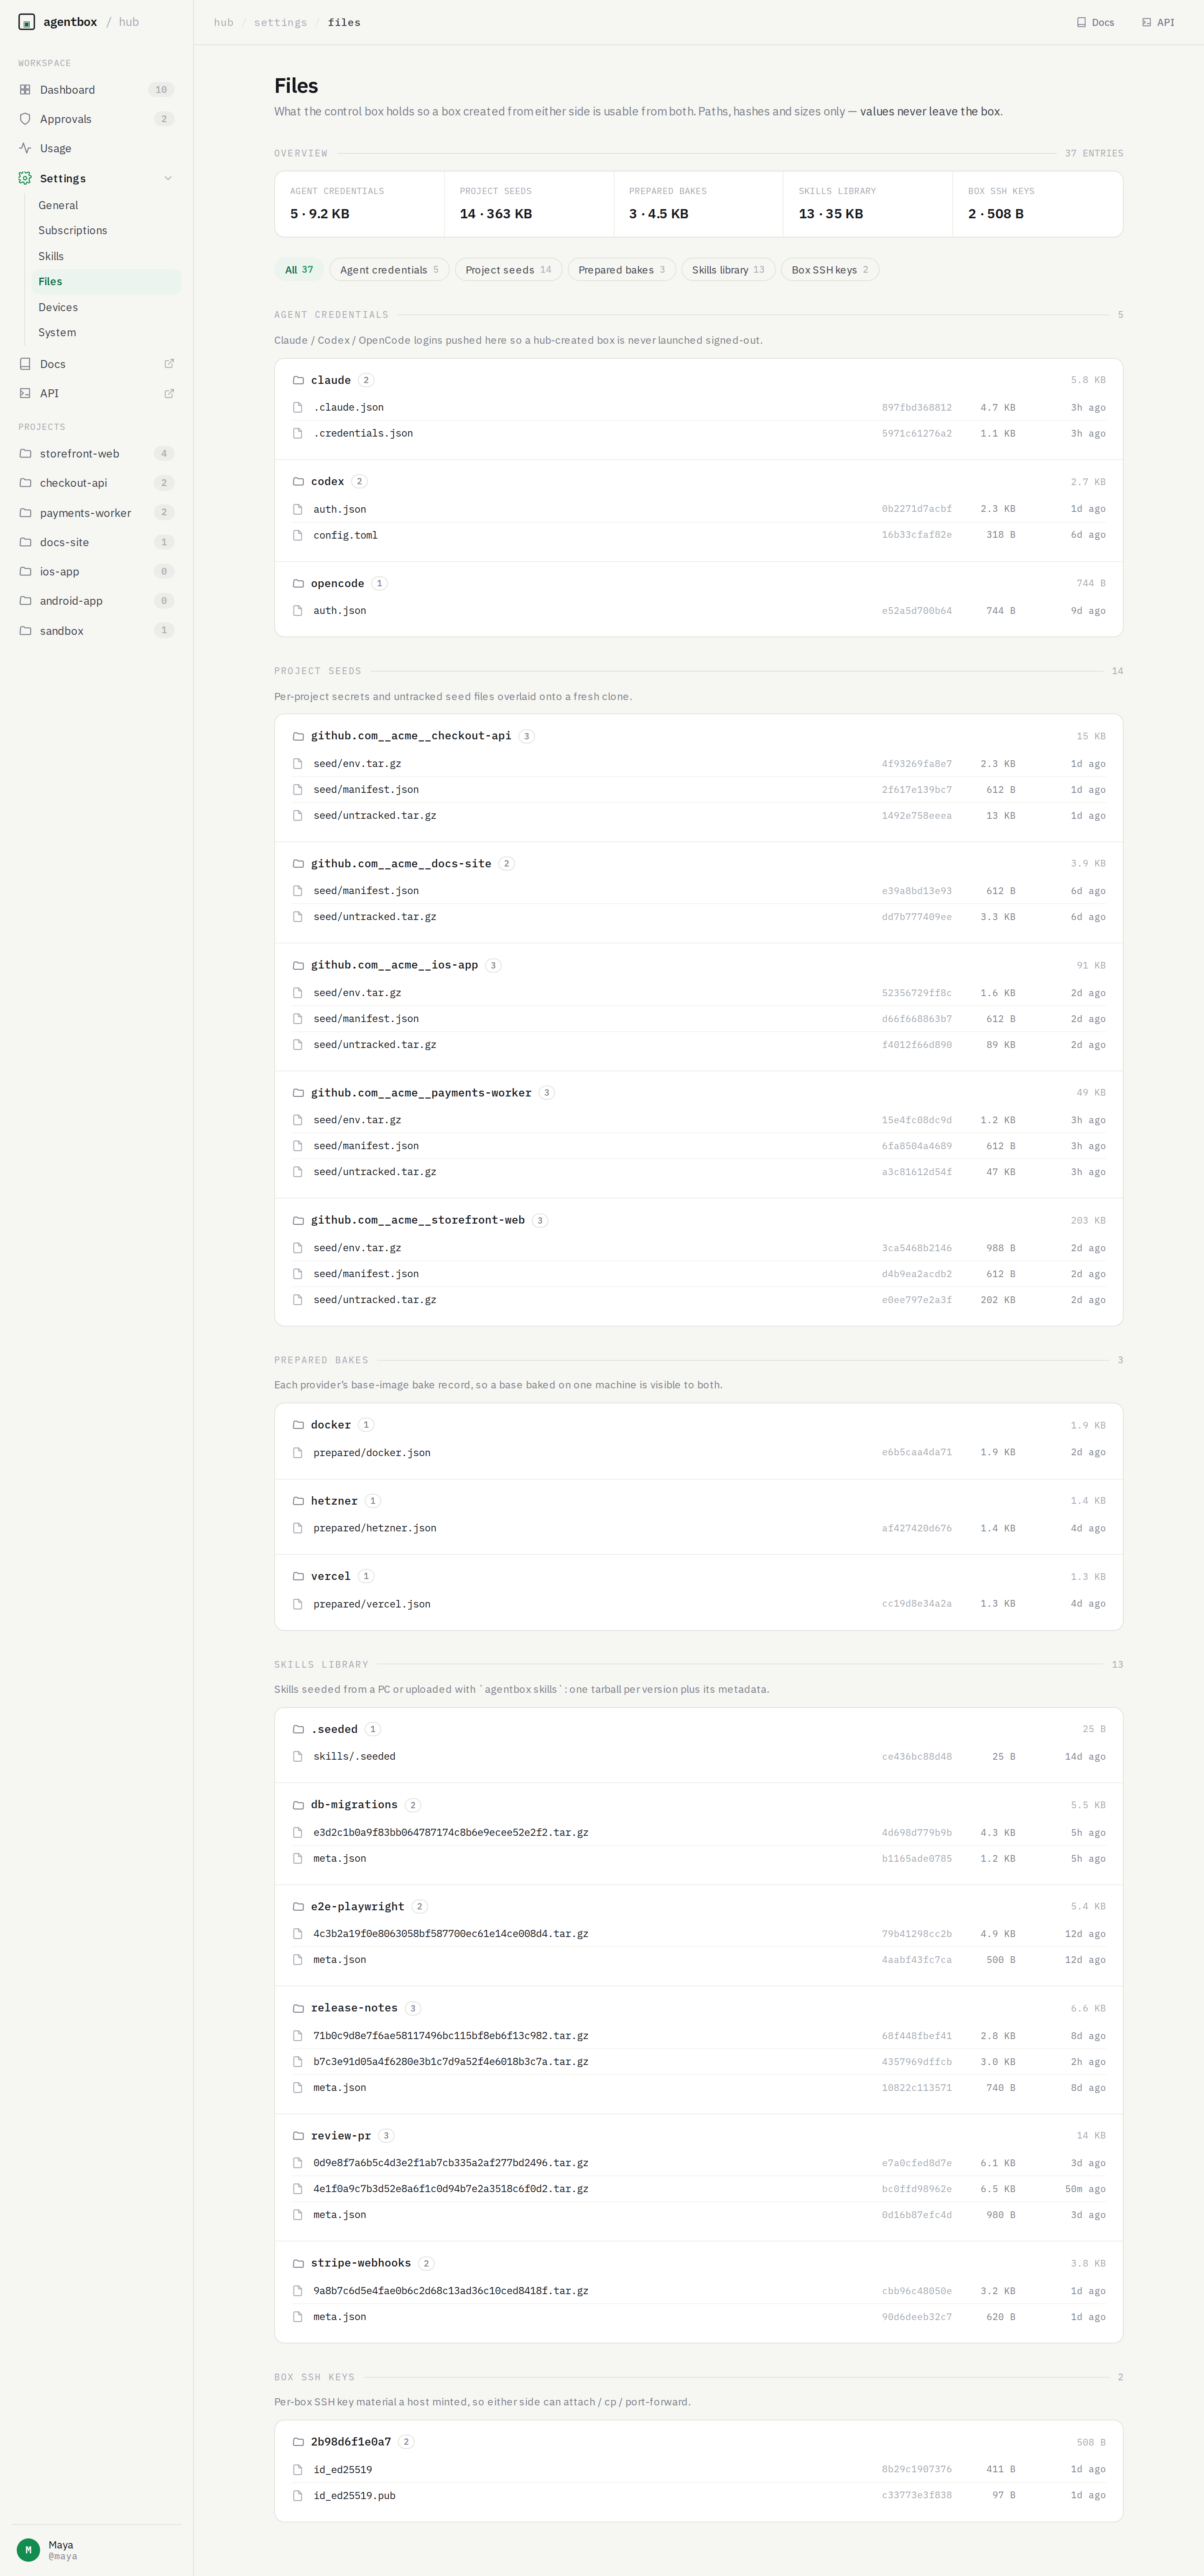 agentbox / hub
WORKSPACE
Dashboard 10
Approvals 2
Usage
Settings
General
Subscriptions
Skills
Files
Devices
System
Docs
API
PROJECTS
storefront-web 4
checkout-api 2
payments-worker 2
docs-site 1
ios-app 0
android-app 0
sandbox 1
M
Maya
@maya
hub / settings / files
Docs
API
Files
What the control box holds so a box created from either side is usable from both. Paths, hashes and sizes only — values never leave the box.
OVERVIEW 37 ENTRIES
AGENT CREDENTIALS
5 · 9.2 KB
PROJECT SEEDS
14 · 363 KB
PREPARED BAKES
3 · 4.5 KB
SKILLS LIBRARY
13 · 35 KB
BOX SSH KEYS
2 · 508 B
All 37
Agent credentials 5
Project seeds 14
Prepared bakes 3
Skills library 13
Box SSH keys 2
AGENT CREDENTIALS 5
Claude / Codex / OpenCode logins pushed here so a hub-created box is never launched signed-out.
claude 2 5.8 KB
.claude.json 897fbd368812 4.7 KB 3h ago
.credentials.json 5971c61276a2 1.1 KB 3h ago
codex 2 2.7 KB
auth.json 0b2271d7acbf 2.3 KB 1d ago
config.toml 16b33cfaf82e 318 B 6d ago
opencode 1 744 B
auth.json e52a5d700b64 744 B 9d ago
PROJECT SEEDS 14
Per-project secrets and untracked seed files overlaid onto a fresh clone.
github.com__acme__checkout-api 3 15 KB
seed/env.tar.gz 4f93269fa8e7 2.3 KB 1d ago
seed/manifest.json 2f617e139bc7 612 B 1d ago
seed/untracked.tar.gz 1492e758eeea 13 KB 1d ago
github.com__acme__docs-site 2 3.9 KB
seed/manifest.json e39a8bd13e93 612 B 6d ago
seed/untracked.tar.gz dd7b777409ee 3.3 KB 6d ago
github.com__acme__ios-app 3 91 KB
seed/env.tar.gz 52356729ff8c 1.6 KB 2d ago
seed/manifest.json d66f668863b7 612 B 2d ago
seed/untracked.tar.gz f4012f66d890 89 KB 2d ago
github.com__acme__payments-worker 3 49 KB
seed/env.tar.gz 15e4fc08dc9d 1.2 KB 3h ago
seed/manifest.json 6fa8504a4689 612 B 3h ago
seed/untracked.tar.gz a3c81612d54f 47 KB 3h ago
github.com__acme__storefront-web 3 203 KB
seed/env.tar.gz 3ca5468b2146 988 B 2d ago
seed/manifest.json d4b9ea2acdb2 612 B 2d ago
seed/untracked.tar.gz e0ee797e2a3f 202 KB 2d ago
PREPARED BAKES 3
Each provider's base-image bake record, so a base baked on one machine is visible to both.
docker 1 1.9 KB
prepared/docker.json e6b5caa4da71 1.9 KB 2d ago
hetzner 1 1.4 KB
prepared/hetzner.json af427420d676 1.4 KB 4d ago
vercel 1 1.3 KB
prepared/vercel.json cc19d8e34a2a 1.3 KB 4d ago
SKILLS LIBRARY 13
Skills seeded from a PC or uploaded with `agentbox skills`: one tarball per version plus its metadata.
.seeded 1 25 B
skills/.seeded ce436bc88d48 25 B 14d ago
db-migrations 2 5.5 KB
e3d2c1b0a9f83bb064787174c8b6e9ecee52e2f2.tar.gz 4d698d779b9b 4.3 KB 5h ago
meta.json b1165ade0785 1.2 KB 5h ago
e2e-playwright 2 5.4 KB
4c3b2a19f0e8063058bf587700ec61e14ce008d4.tar.gz 79b41298cc2b 4.9 KB 12d ago
meta.json 4aabf43fc7ca 500 B 12d ago
release-notes 3 6.6 KB
71b0c9d8e7f6ae58117496bc115bf8eb6f13c982.tar.gz 68f448fbef41 2.8 KB 8d ago
b7c3e91d05a4f6280e3b1c7d9a52f4e6018b3c7a.tar.gz 4357969dffcb 3.0 KB 2h ago
meta.json 10822c113571 740 B 8d ago
review-pr 3 14 KB
0d9e8f7a6b5c4d3e2f1ab7cb335a2af277bd2496.tar.gz e7a0cfed8d7e 6.1 KB 3d ago
4e1f0a9c7b3d52e8a6f1c0d94b7e2a3518c6f0d2.tar.gz bc0ffd98962e 6.5 KB 50m ago
meta.json 0d16b87efc4d 980 B 3d ago
stripe-webhooks 2 3.8 KB
9a8b7c6d5e4fae0b6c2d68c13ad36c10ced8418f.tar.gz cbb96c48050e 3.2 KB 1d ago
meta.json 90d6deeb32c7 620 B 1d ago
BOX SSH KEYS 2
Per-box SSH key material a host minted, so either side can attach / cp / port-forward.
2b98d6f1e0a7 2 508 B
id_ed25519 8b29c1907376 411 B 1d ago
id_ed25519.pub c33773e3f838 97 B 1d ago